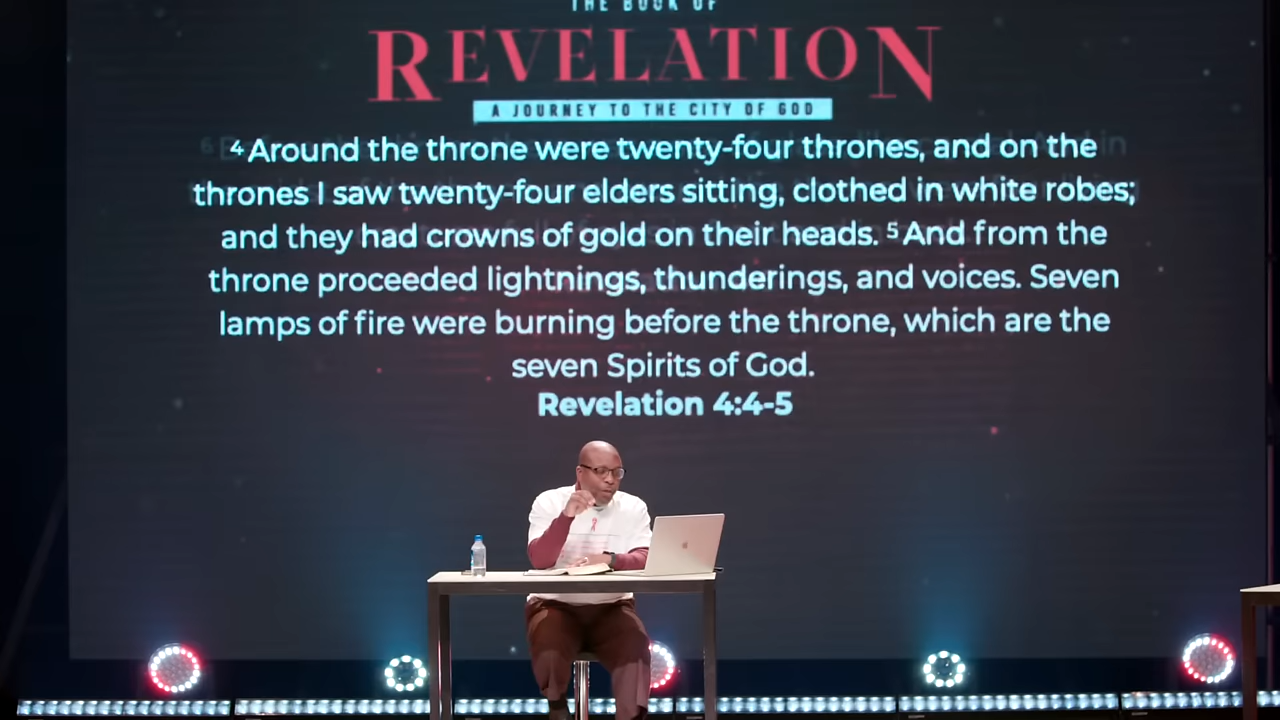 THE BOOK OF
REVELATION
A JOURNEY TO THE CITY OF GOD
4 Around the throne were twenty-four thrones, and on the
thrones I saw twenty-four elders sitting, clothed in white robes;
and they had crowns of gold on their heads. 5 And from the
throne proceeded lightnings, thunderings, and voices. Seven
lamps of fire were burning before the throne, which are the
seven Spirits of God.
Revelation 4:4-5